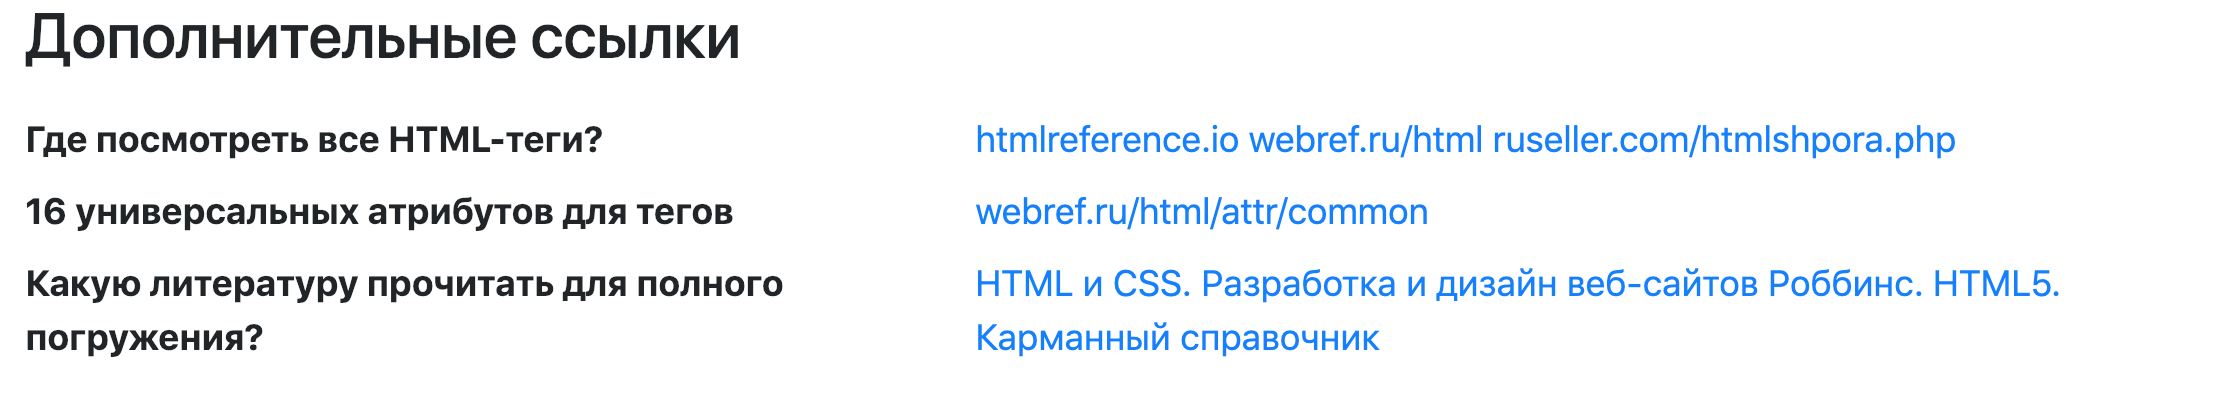 Дополнительные ссылки
Где посмотреть все HTML-теги?
htmlreference.io webref.ru/html ruseller.com/htmlshpora.php
16 универсальных атрибутов для тегов
webref.ru/html/attr/common
Какую литературу прочитать для полного
погружения?
HTML и CSS. Разработка и дизайн веб-сайтов Роббинс. HTML5.
Карманный справочник